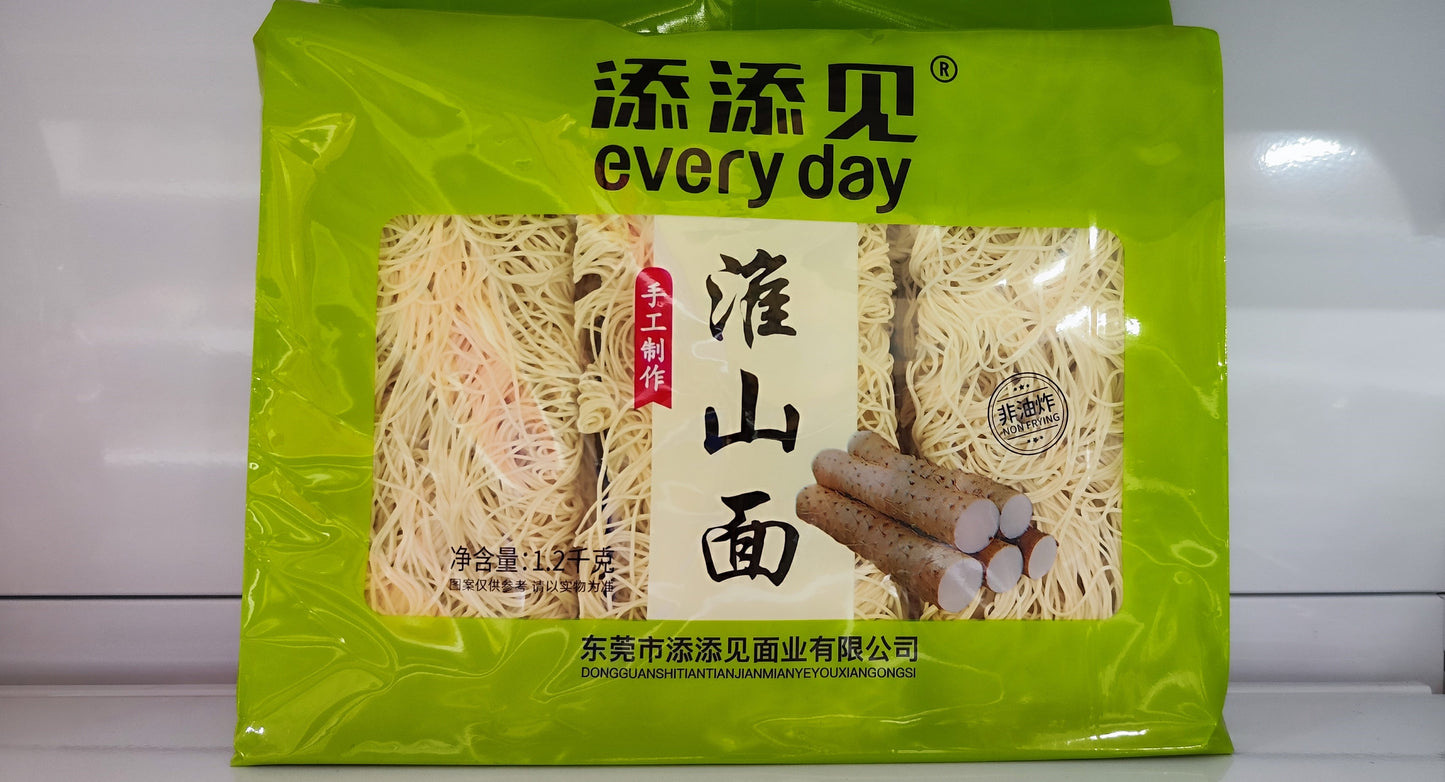 添添见®
every day
手工制作
淮山面
非油炸
NON FRYING
净含量：1.2千克
图案仅供参考 请以实物为准
东莞市添添见面业有限公司
DONGGUANSHITIANTIANJIANMIANYEYOUXIANGONGSI